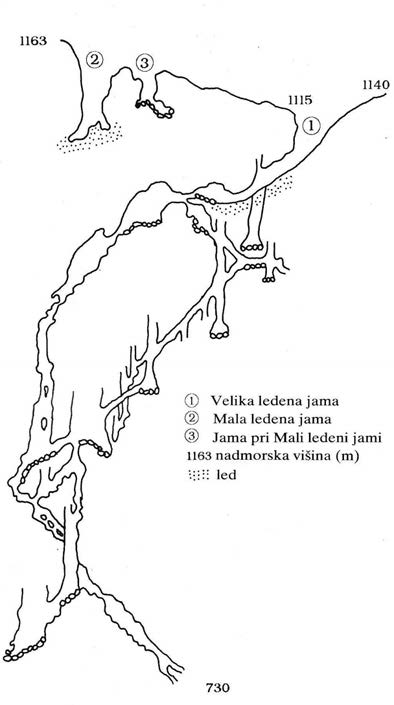 1163
②
③
1140
1115
①
① Velika ledena jama
② Mala ledena jama
③ Jama pri Mali ledeni jami
1163 nadmorska višina (m)
led
730